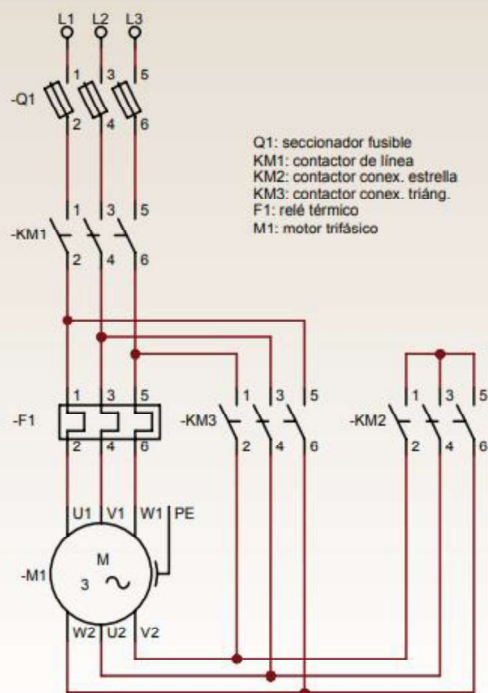 L1 L2 L3
1 3 5
-Q1
2 4 6
Q1: seccionador fusible
KM1: contactor de línea
KM2: contactor conex. estrella
KM3: contactor conex. triáng.
F1: relé térmico
M1: motor trifásico
1 3 5
-KM1
2 4 6
1 3 5 1 3 5 1 3 5
-F1 -KM3 -KM2
2 4 6 2 4 6 2 4 6
U1 V1 W1 PE
M
-M1
3
W2 U2 V2